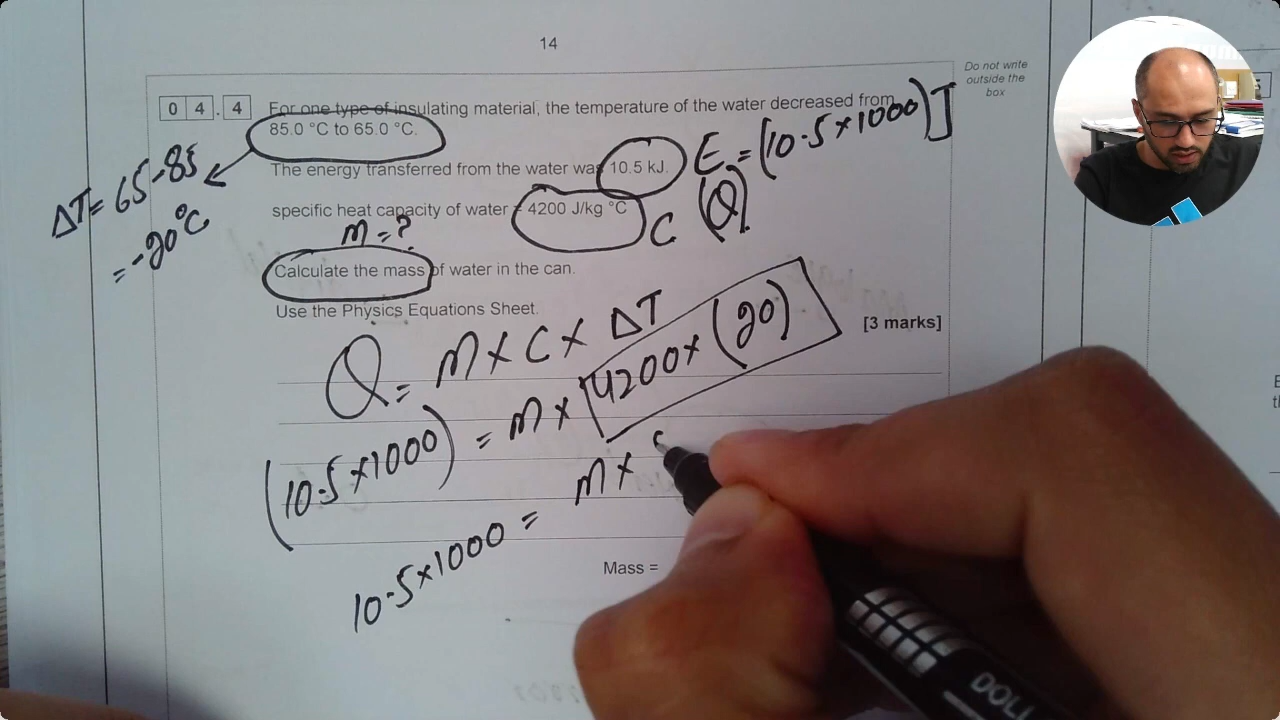 14
Do not write
outside the
box
0 4 . 4 For one type of insulating material, the temperature of the water decreased from
85.0 °C to 65.0 °C.
ΔT = 65-85
= -20°C
The energy transferred from the water was 10.5 kJ.
E = (10.5×1000)J
(Q)
specific heat capacity of water = 4200 J/kg °C
C
m = ?
Calculate the mass of water in the can.
Use the Physics Equations Sheet.
[3 marks]
Q = m × C × ΔT
(10.5×1000) = m × 4200×(20)
10.5×1000 = m ×
Mass =
DOLL